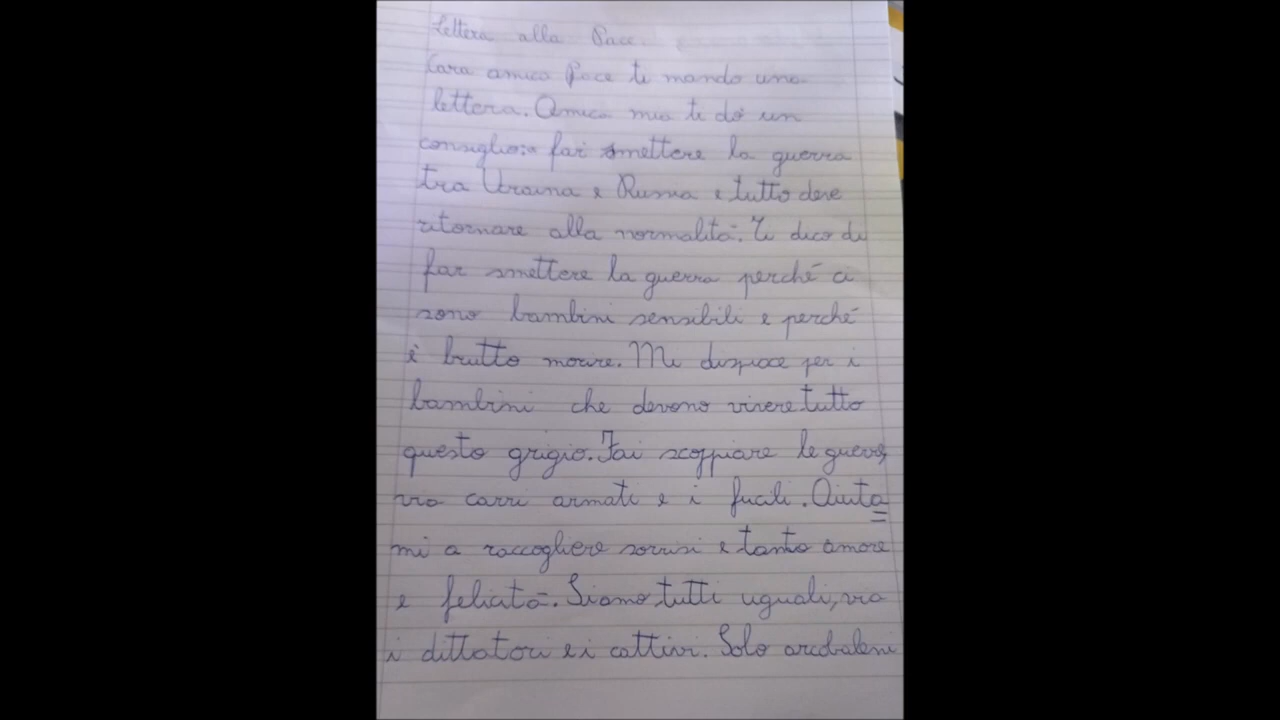 Lettera alla Pace.
Cara amica Pace ti mando una
lettera. Amica mia ti dò un
consiglio: fai smettere la guerra
tra Ucraina e Russia e tutto deve
ritornare alla normalità. Ti dico di
far smettere la guerra perché ci
sono bambini sensibili e perché
è brutto morire. Mi dispiace per i
bambini che devono vivere tutto
questo grigio. Fai scoppiare le guerre,
via carri armati e i fucili. Aiuta=
mi a raccogliere sorrisi e tanto amore
e felicità. Siamo tutti uguali, via
i dittatori e i cattivi. Solo arcobaleni